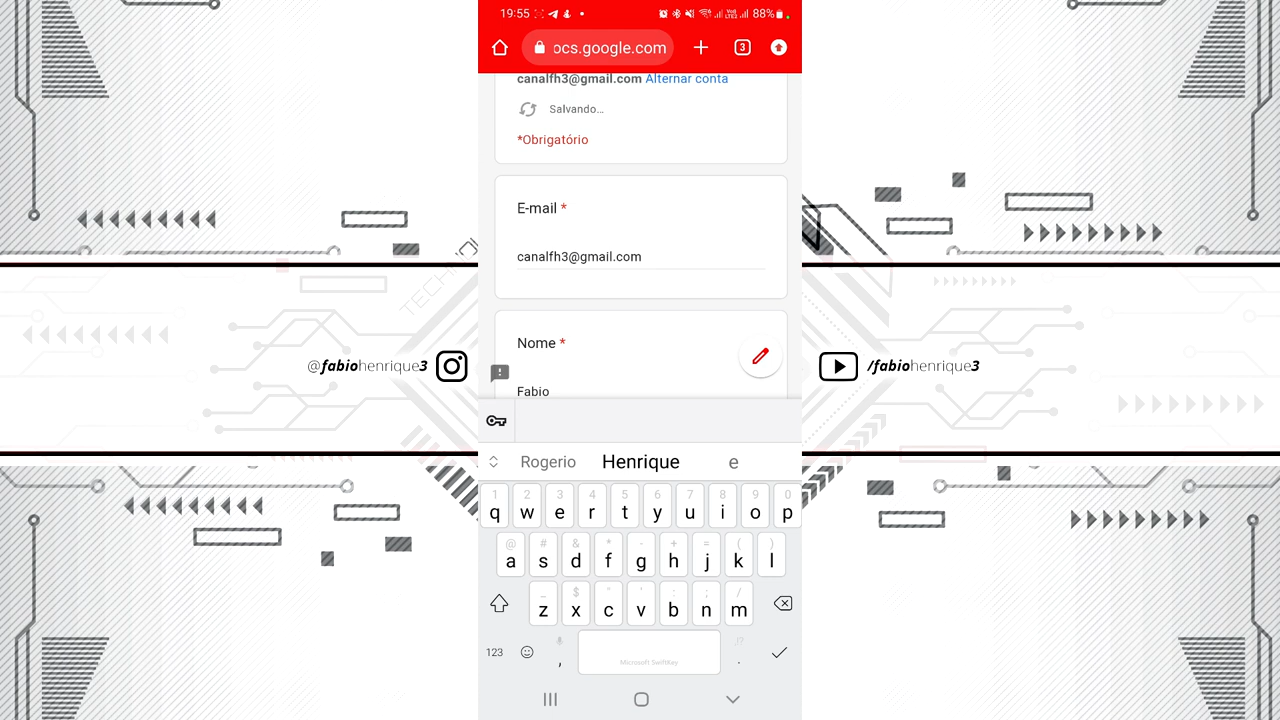 19:55
88%
ocs.google.com
3
canalfh3@gmail.com Alternar conta
Salvando…
*Obrigatório
E-mail *
canalfh3@gmail.com
Nome *
Fabio
@fabiohenrique3
/fabiohenrique3
TECH
Rogerio Henrique e
1 2 3 4 5 6 7 8 9 0
q w e r t y u i o p
@ # & * - + = ( )
a s d f g h j k l
_ $ " ' : ; /
z x c v b n m
123 , Microsoft SwiftKey .
,!?